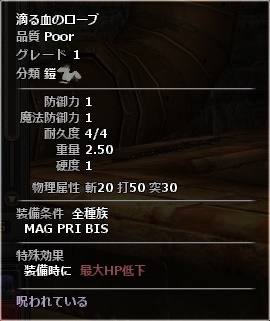 滴る血のローブ
品質 Poor
グレード 1
分類 鎧
防御力 1
魔法防御力 1
耐久度 4/4
重量 2.50
硬度 1
物理属性 斬20 打50 突30
装備条件 全種族
MAG PRI BIS
特殊効果
装備時に 最大HP低下
呪われている